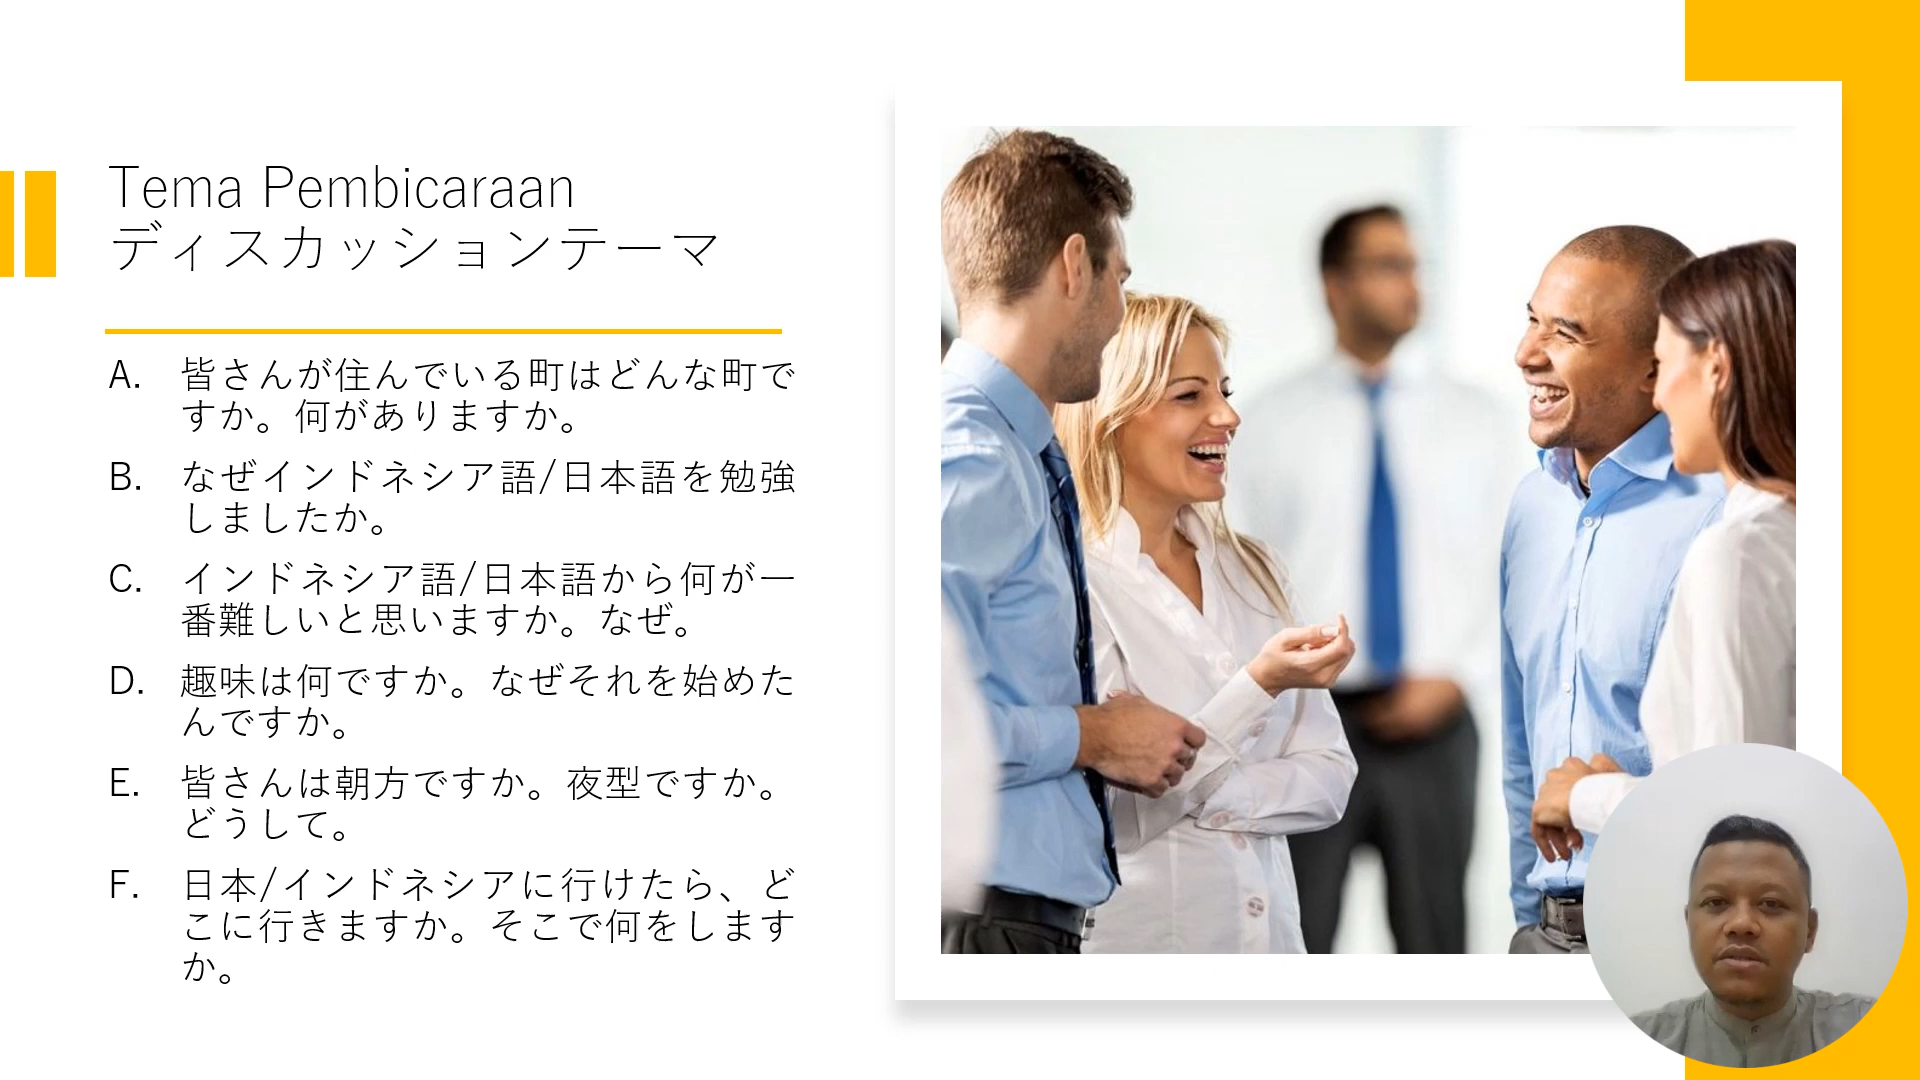 Tema Pembicaraan
ディスカッションテーマ
A. 皆さんが住んでいる町はどんな町で
すか。何がありますか。
B. なぜインドネシア語/日本語を勉強
しましたか。
C. インドネシア語/日本語から何が一
番難しいと思いますか。なぜ。
D. 趣味は何ですか。なぜそれを始めた
んですか。
E. 皆さんは朝方ですか。夜型ですか。
どうして。
F. 日本/インドネシアに行けたら、ど
こに行きますか。そこで何をします
か。